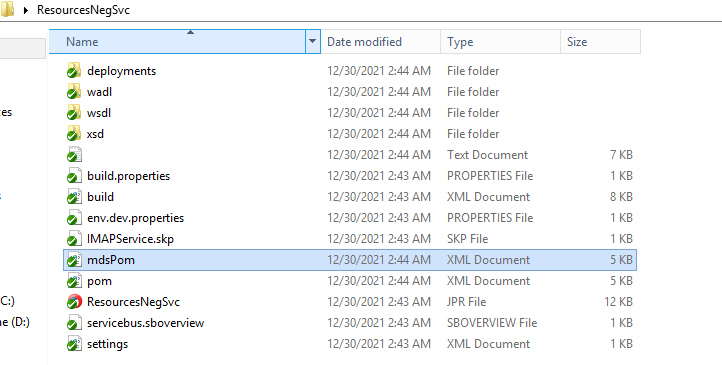 ResourcesNegSvc
Name Date modified Type Size
deployments 12/30/2021 2:44 AM File folder
wadl 12/30/2021 2:44 AM File folder
wsdl 12/30/2021 2:44 AM File folder
ces xsd 12/30/2021 2:44 AM File folder
12/30/2021 2:44 AM Text Document 7 KB
build.properties 12/30/2021 2:43 AM PROPERTIES File 1 KB
build 12/30/2021 2:43 AM XML Document 8 KB
env.dev.properties 12/30/2021 2:43 AM PROPERTIES File 1 KB
IMAPService.skp 12/30/2021 2:43 AM SKP File 1 KB
mdsPom 12/30/2021 2:44 AM XML Document 5 KB
pom 12/30/2021 2:44 AM XML Document 5 KB
C:) ResourcesNegSvc 12/30/2021 2:43 AM JPR File 12 KB
e (D:) servicebus.sboverview 12/30/2021 2:43 AM SBOVERVIEW File 1 KB
settings 12/30/2021 2:43 AM XML Document 1 KB